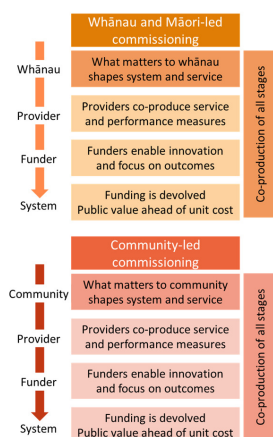 Whānau and Māori-led
commissioning
Whānau
What matters to whānau
shapes system and service
Provider
Providers co-produce service
and performance measures
Funder
Funders enable innovation
and focus on outcomes
System
Funding is devolved
Public value ahead of unit cost
Co-production of all stages
Community-led
commissioning
Community
What matters to community
shapes system and service
Provider
Providers co-produce service
and performance measures
Funder
Funders enable innovation
and focus on outcomes
System
Funding is devolved
Public value ahead of unit cost
Co-production of all stages